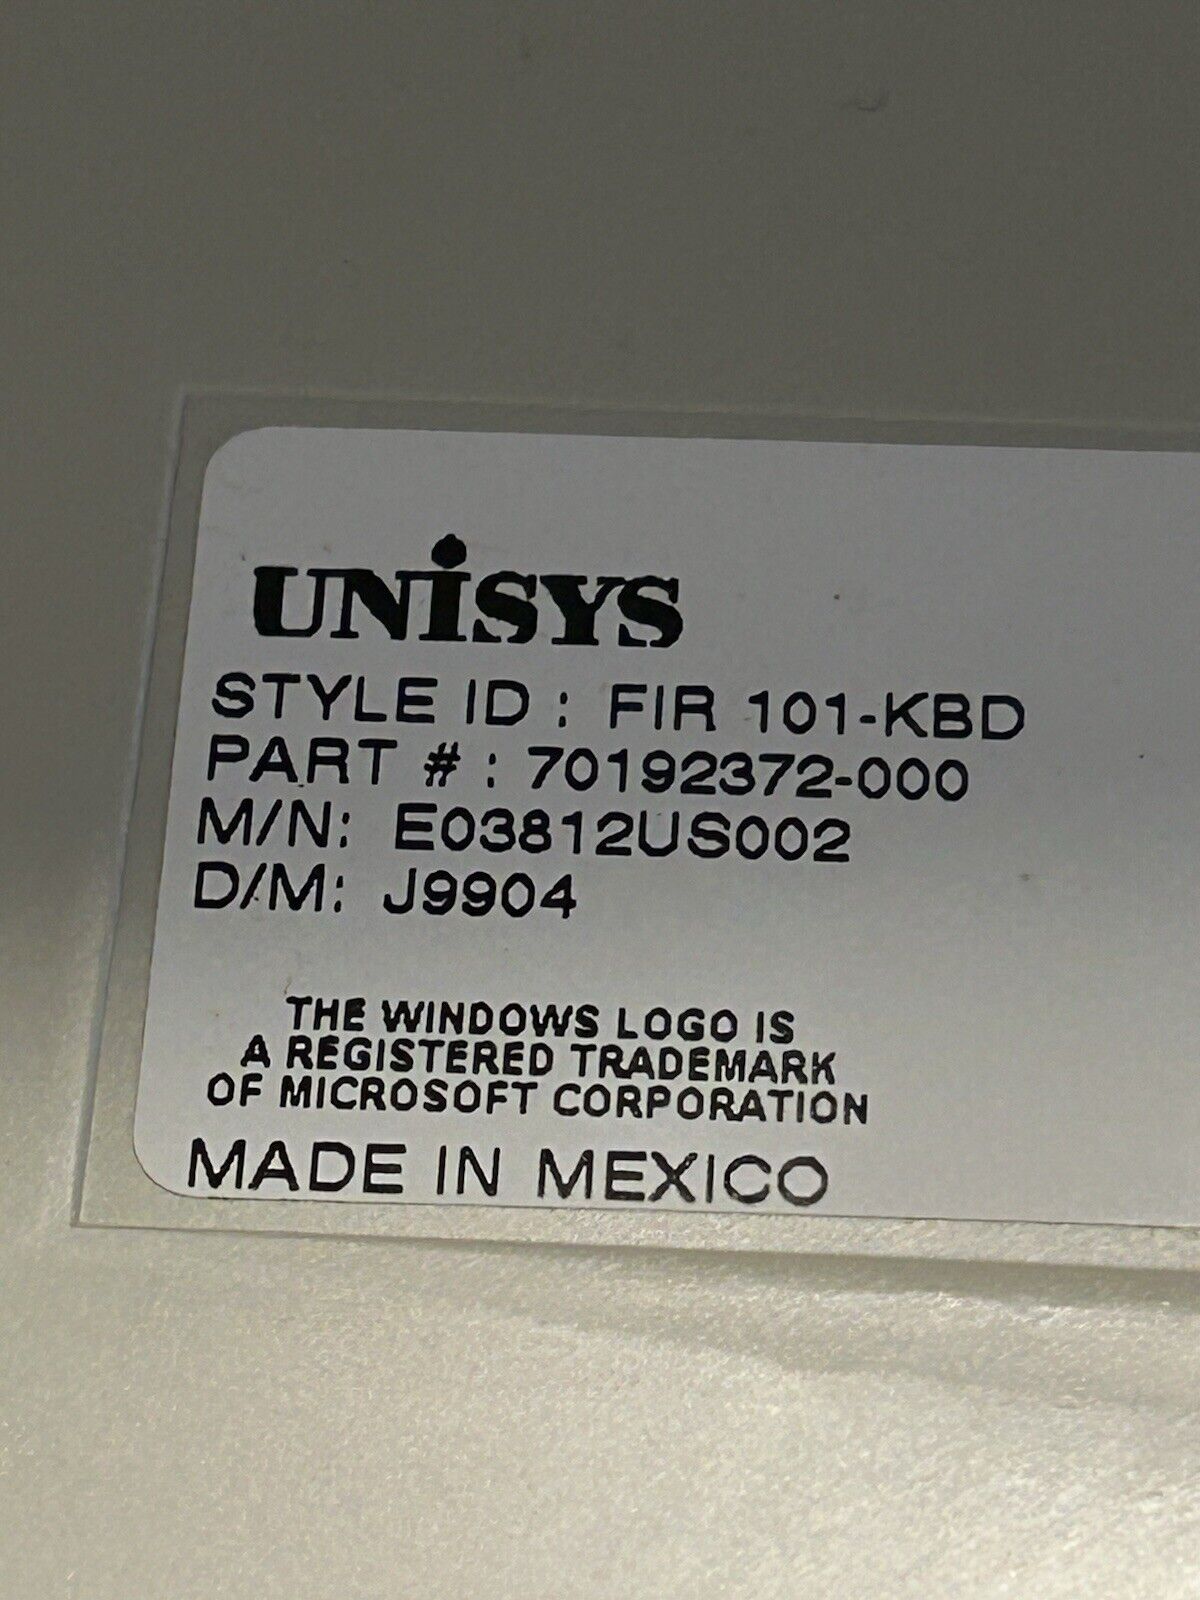 UNiSYS
STYLE ID : FIR 101-KBD
PART # : 70192372-000
M/N: E03812US002
D/M: J9904
THE WINDOWS LOGO IS
A REGISTERED TRADEMARK
OF MICROSOFT CORPORATION
MADE IN MEXICO